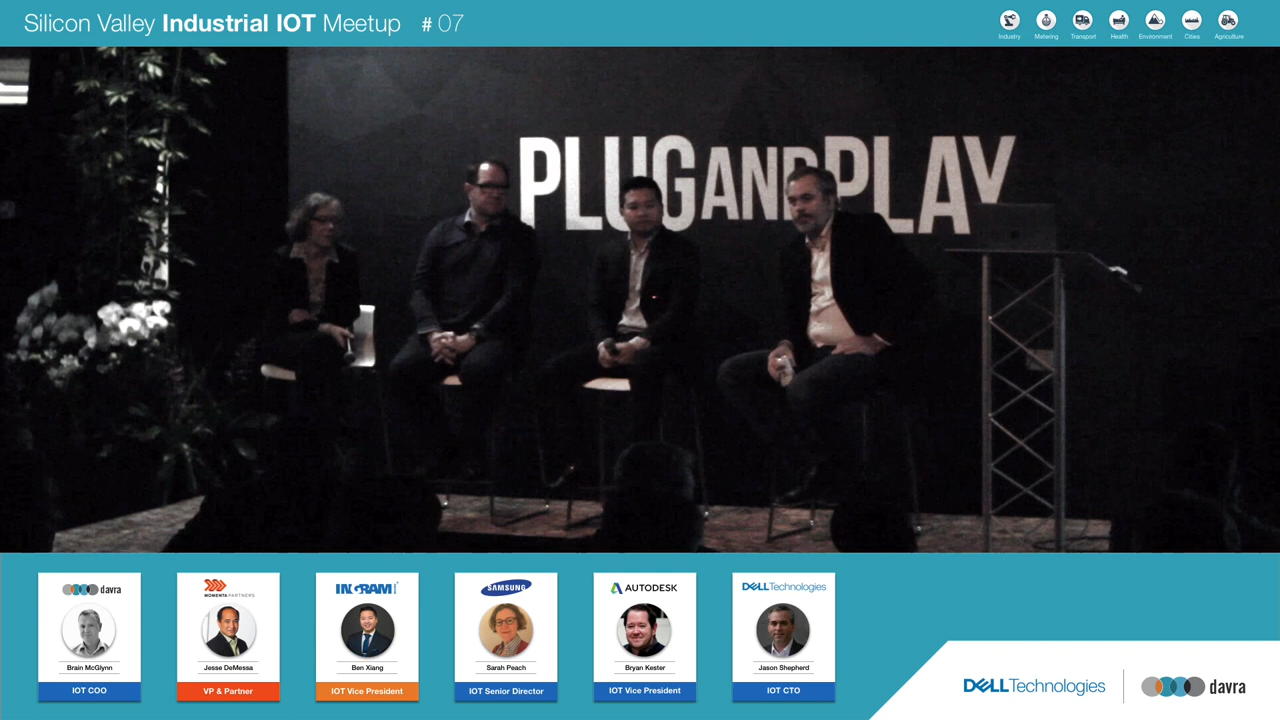 Silicon Valley Industrial IOT Meetup # 07
Industry Metering Transport Health Environment Cities Agriculture
PLUG AND PLAY
davra
MOMENTA PARTNERS
INGRAM
SAMSUNG
AUTODESK
DELL Technologies
Brain McGlynn
Jesse DeMessa
Ben Xiang
Sarah Peach
Bryan Kester
Jason Shepherd
IOT COO
VP & Partner
IOT Vice President
IOT Senior Director
IOT Vice President
IOT CTO
DELL Technologies
davra